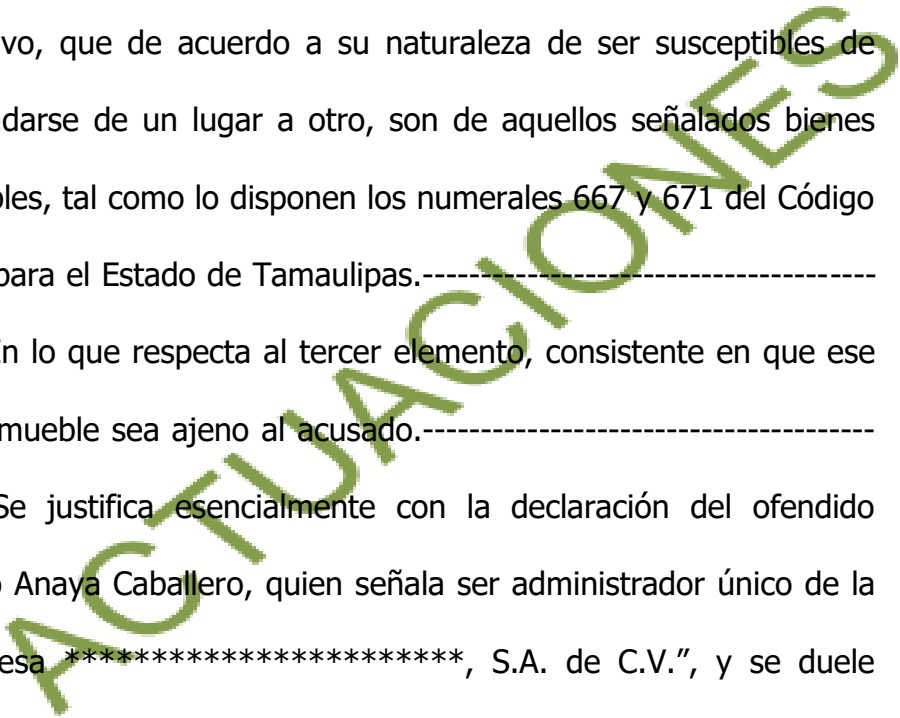 vo, que de acuerdo a su naturaleza de ser susceptibles de
darse de un lugar a otro, son de aquellos señalados bienes
bles, tal como lo disponen los numerales 667 y 671 del Código
para el Estado de Tamaulipas.---------------------------------------
En lo que respecta al tercer elemento, consistente en que ese
mueble sea ajeno al acusado.---------------------------------------
Se justifica esencialmente con la declaración del ofendido
o Anaya Caballero, quien señala ser administrador único de la
esa ***********************, S.A. de C.V.”, y se duele
ACTUACIONES